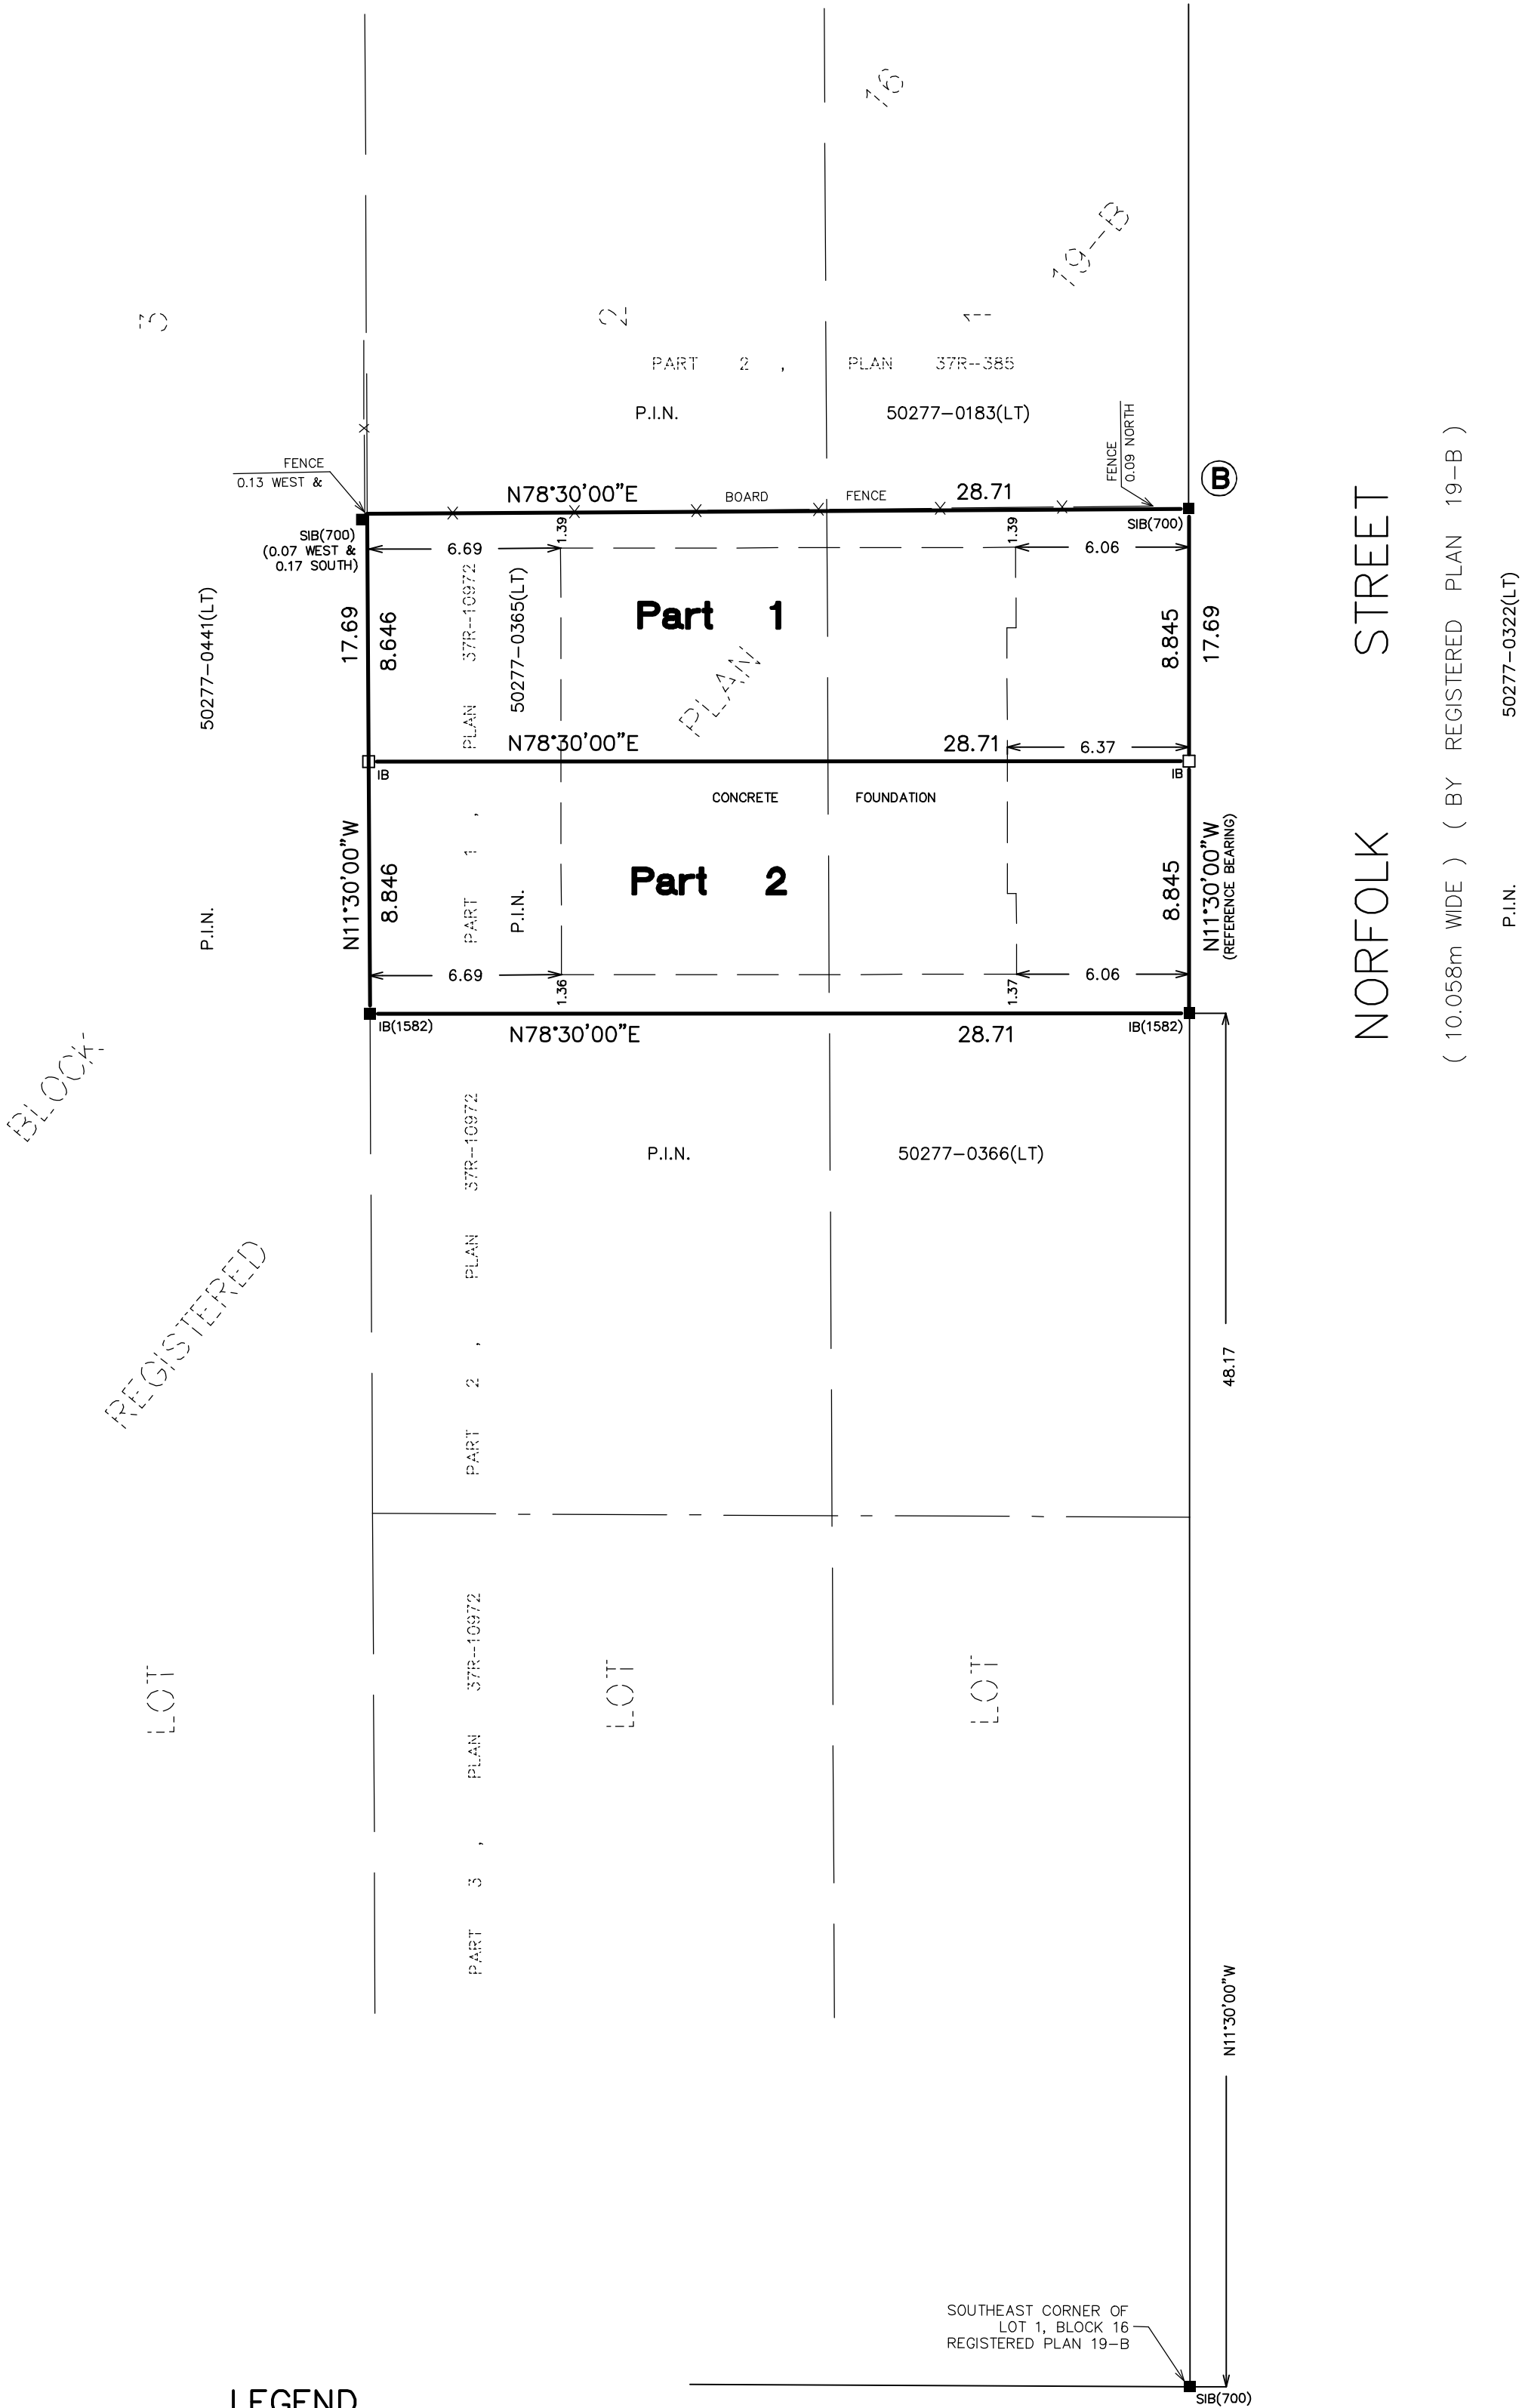 16
19-B
3
2
1
PART 2 , PLAN 37R-385
P.I.N. 50277-0183(LT)
FENCE
0.13 WEST &
FENCE
0.09 NORTH
B
N78°30'00"E
BOARD FENCE
28.71
SIB(700)
(0.07 WEST &
0.17 SOUTH)
SIB(700)
1.39
1.39
6.69
6.06
17.69
8.646
PLAN 37R-10972
50277-0365(LT)
Part 1
8.845
17.69
50277-0441(LT)
PLAN
N78°30'00"E
28.71
6.37
IB
IB
CONCRETE FOUNDATION
N11°30'00"W
8.846
PART 1 ,
P.I.N.
Part 2
8.845
N11°30'00"W
(REFERENCE BEARING)
P.I.N.
6.69
6.06
1.36
1.37
IB(1582)
IB(1582)
N78°30'00"E
28.71
NORFOLK STREET
( 10.058m WIDE ) ( BY REGISTERED PLAN 19-B )
P.I.N. 50277-0322(LT)
BLOCK
P.I.N. 50277-0366(LT)
PART 2 , PLAN 37R-10972
REGISTERED
48.17
LOT
PART 3 , PLAN 37R-10972
LOT
LOT
N11°30'00"W
SOUTHEAST CORNER OF
LOT 1, BLOCK 16
REGISTERED PLAN 19-B
SIB(700)
LEGEND